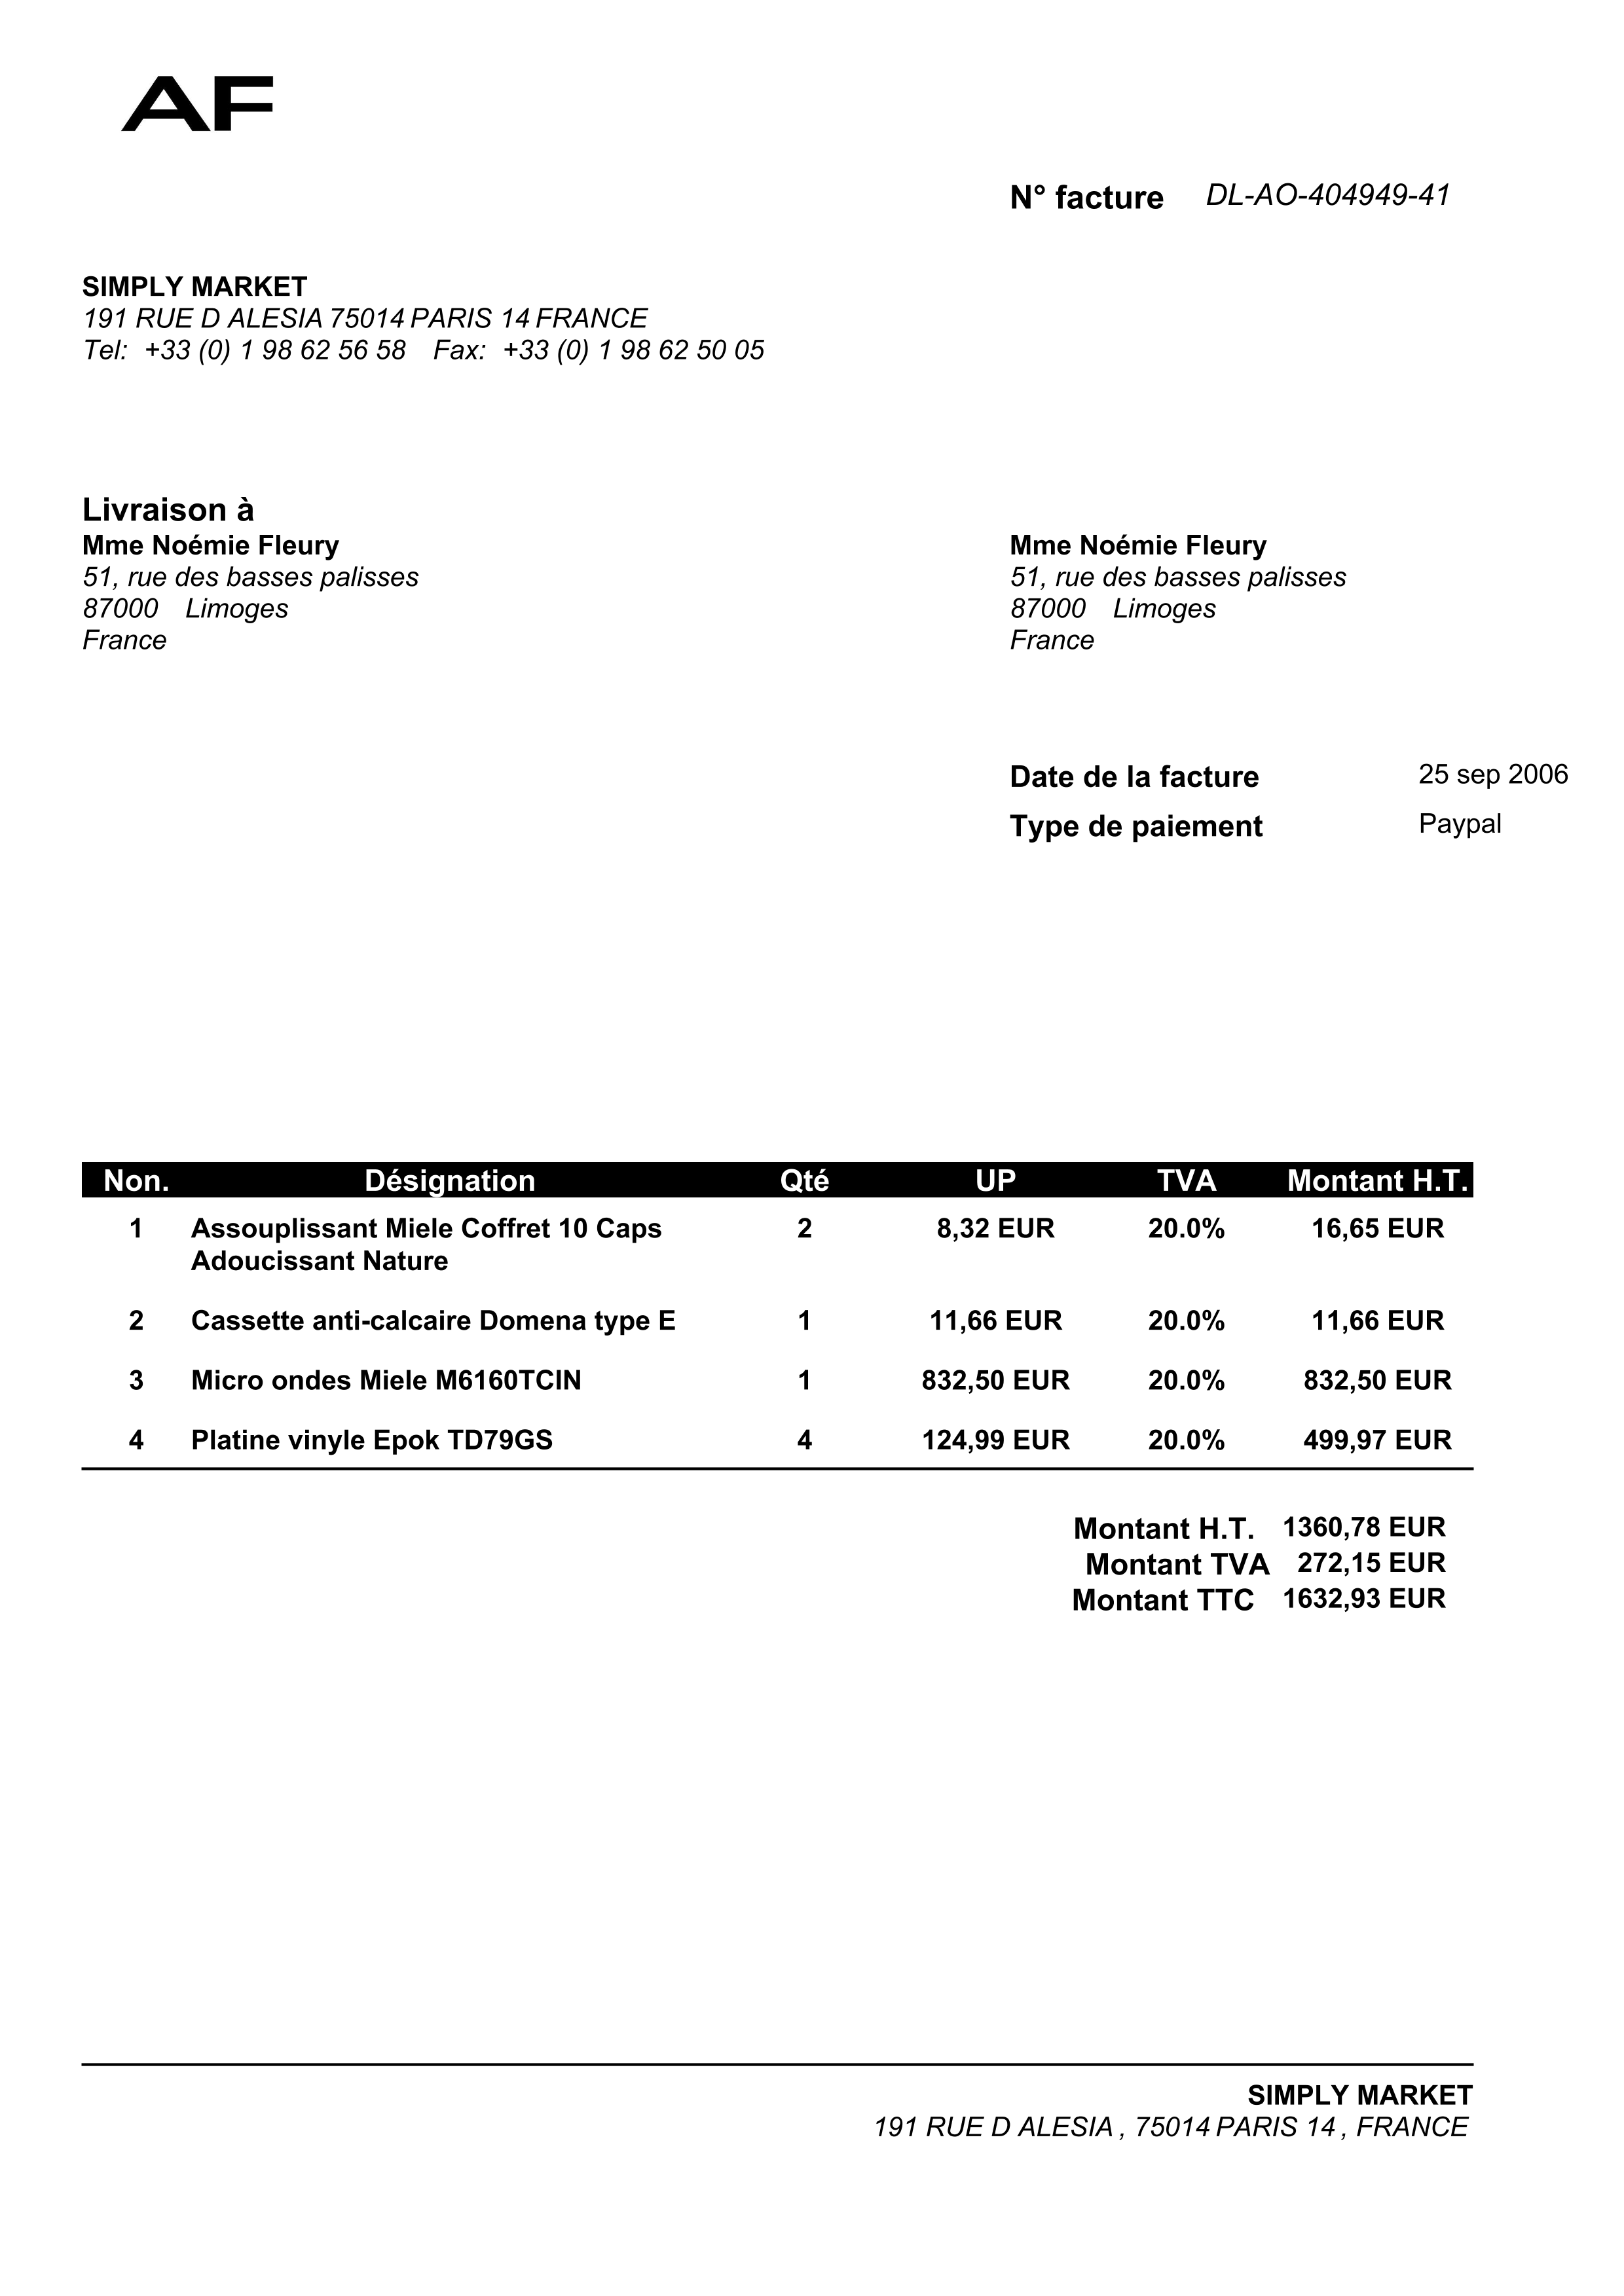 AF
N° facture DL-AO-404949-41
SIMPLY MARKET
191 RUE D ALESIA 75014 PARIS 14 FRANCE
Tel: +33 (0) 1 98 62 56 58 Fax: +33 (0) 1 98 62 50 05
Livraison à
Mme Noémie Fleury
51, rue des basses palisses
87000 Limoges
France
Mme Noémie Fleury
51, rue des basses palisses
87000 Limoges
France
Date de la facture 25 sep 2006
Type de paiement Paypal
Non. Désignation Qté UP TVA Montant H.T.
1 Assouplissant Miele Coffret 10 Caps 2 8,32 EUR 20.0% 16,65 EUR
Adoucissant Nature
2 Cassette anti-calcaire Domena type E 1 11,66 EUR 20.0% 11,66 EUR
3 Micro ondes Miele M6160TCIN 1 832,50 EUR 20.0% 832,50 EUR
4 Platine vinyle Epok TD79GS 4 124,99 EUR 20.0% 499,97 EUR
Montant H.T. 1360,78 EUR
Montant TVA 272,15 EUR
Montant TTC 1632,93 EUR
SIMPLY MARKET
191 RUE D ALESIA , 75014 PARIS 14 , FRANCE